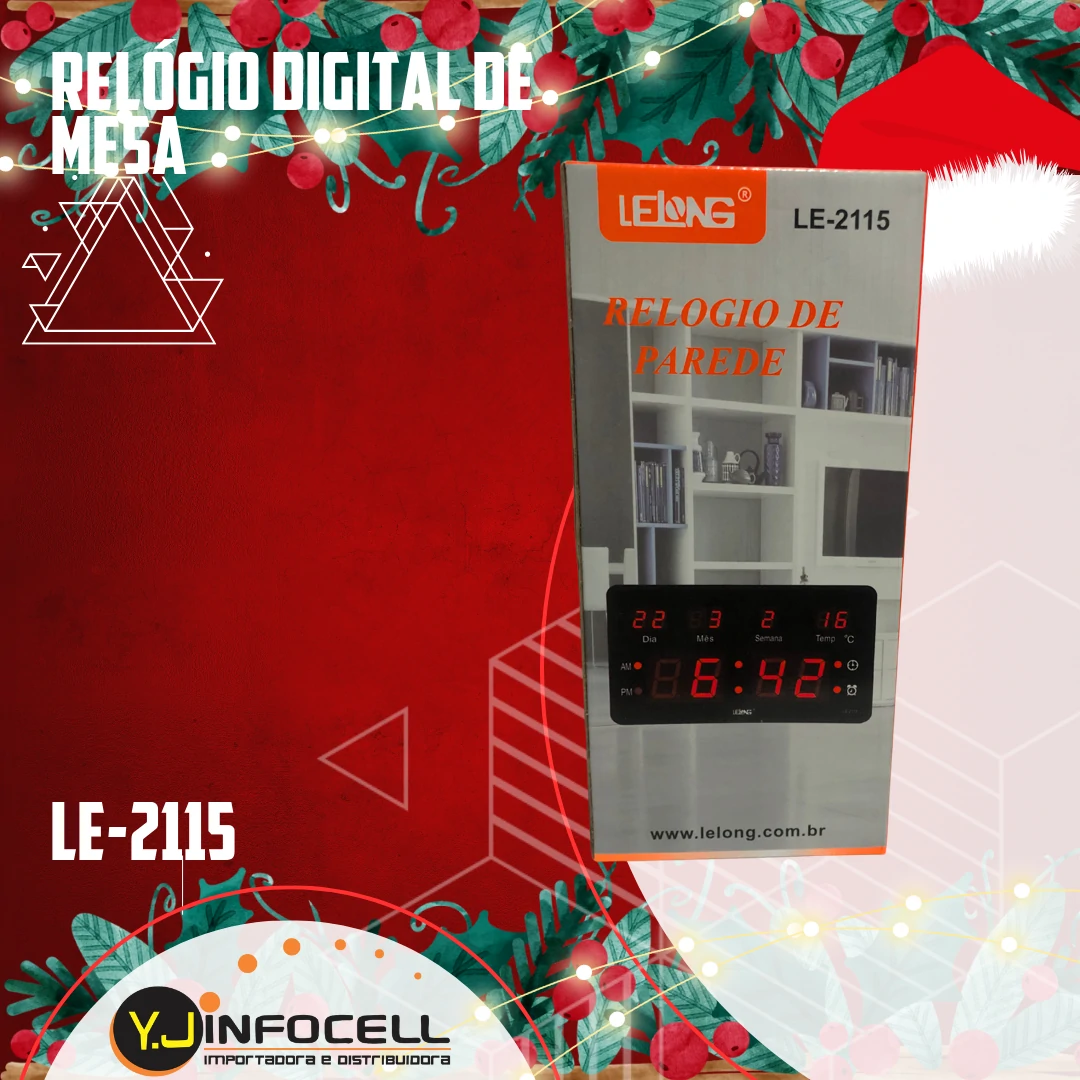 RELÓGIO DIGITAL DE
MESA
LELONG®
LE-2115
RELOGIO DE
PAREDE
22 3 2 16
Dia Mês Semana Temp °C
AM
6:42
PM
LELONG
www.lelong.com.br
LE-2115
Y.J INFOCELL
IMPORTADORA E DISTRIBUIDORA